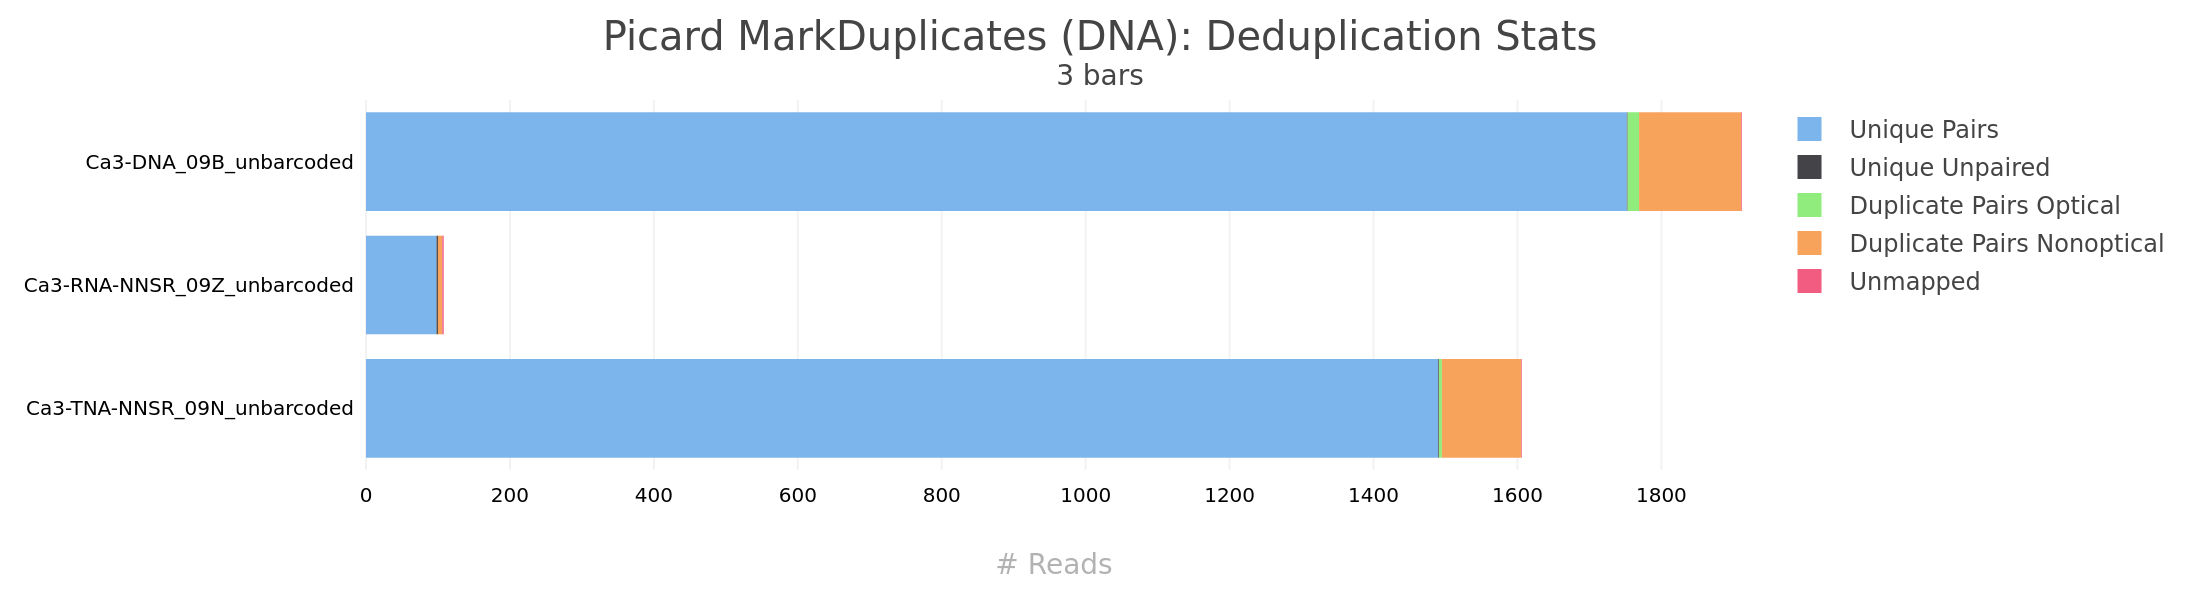 Picard MarkDuplicates (DNA): Deduplication Stats
3 bars
Ca3-DNA_09B_unbarcoded
Ca3-RNA-NNSR_09Z_unbarcoded
Ca3-TNA-NNSR_09N_unbarcoded
0 200 400 600 800 1000 1200 1400 1600 1800
# Reads
Unique Pairs
Unique Unpaired
Duplicate Pairs Optical
Duplicate Pairs Nonoptical
Unmapped